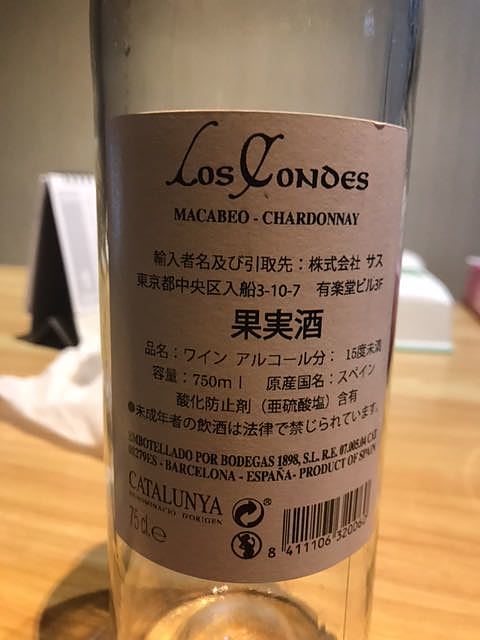 Los Condes
MACABEO - CHARDONNAY
輸入者名及び引取先：株式会社 サス
東京都中央区入船3-10-7 有楽堂ビル3F
果実酒
品名：ワイン アルコール分： 15度未満
容量：750ml 原産国名：スペイン
酸化防止剤（亜硫酸塩）含有
●未成年者の飲酒は法律で禁じられています。
EMBOTELLADO POR BODEGAS 1898, S.L. R.E. 07.005.04 CAT
08279ES - BARCELONA - ESPAÑA- PRODUCT OF SPAIN
CATALUNYA
DENOMINACIÓ D'ORIGEN
75 cl. e
8 411106 320060